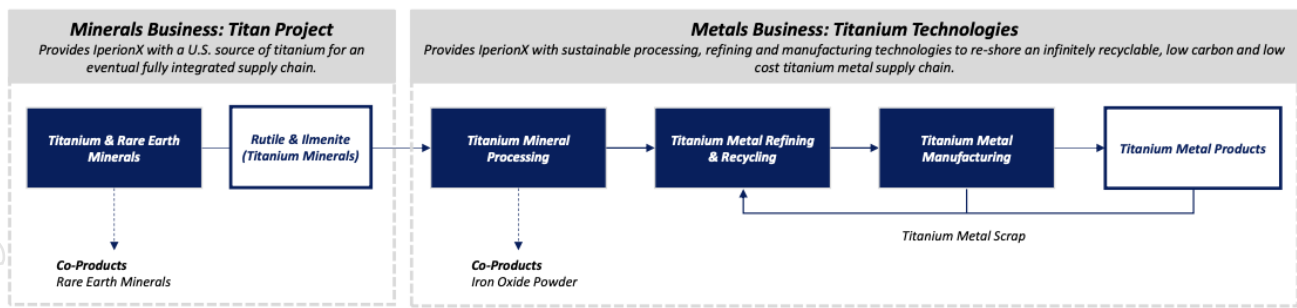 Minerals Business: Titan Project
Provides IperionX with a U.S. source of titanium for an
eventual fully integrated supply chain.
Metals Business: Titanium Technologies
Provides IperionX with sustainable processing, refining and manufacturing technologies to re-shore an infinitely recyclable, low carbon and low
cost titanium metal supply chain.
Titanium & Rare Earth
Minerals
Rutile & Ilmenite
(Titanium Minerals)
Titanium Mineral
Processing
Titanium Metal Refining
& Recycling
Titanium Metal
Manufacturing
Titanium Metal Products
Titanium Metal Scrap
Co-Products
Rare Earth Minerals
Co-Products
Iron Oxide Powder